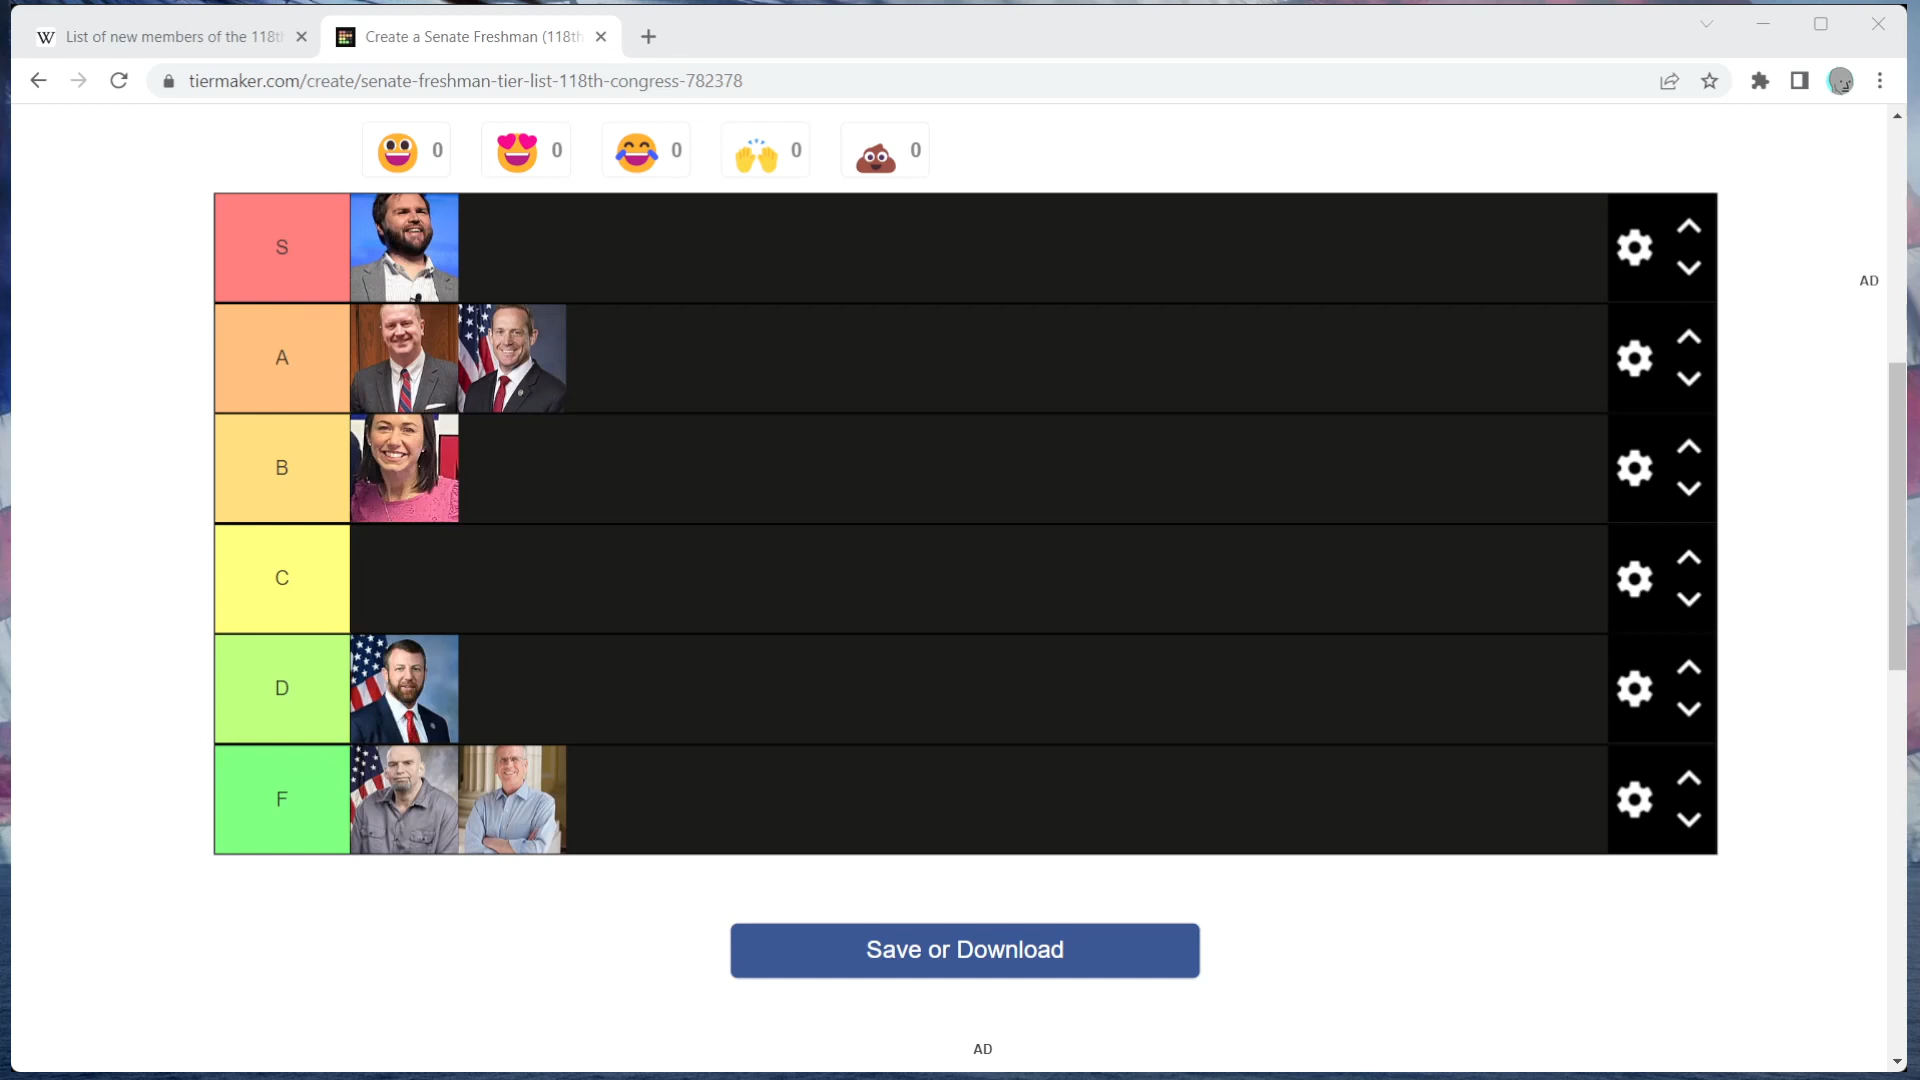 List of new members of the 118t
Create a Senate Freshman (118th
tiermaker.com/create/senate-freshman-tier-list-118th-congress-782378
0 0 0 0 0
S
AD
A
B
C
D
F
Save or Download
AD